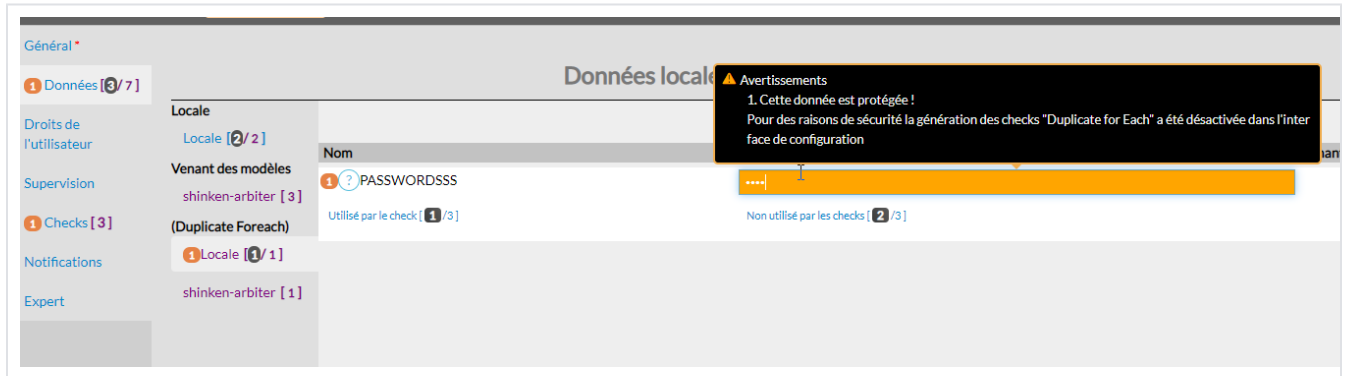 Général *
1 Données [3/ 7 ]
Droits de
l'utilisateur
Supervision
1 Checks [ 3 ]
Notifications
Expert
Locale
Locale [2/ 2 ]
Venant des modèles
shinken-arbiter [ 3 ]
(Duplicate Foreach)
1 Locale [1/ 1 ]
shinken-arbiter [ 1 ]
Données locale
Avertissements
1. Cette donnée est protégée !
Pour des raisons de sécurité la génération des checks "Duplicate for Each" a été désactivée dans l'inter
face de configuration
Nom
1 ? PASSWORDSSS
••••
Utilisé par le check [ 1 /3 ]
Non utilisé par les checks [ 2 /3 ]